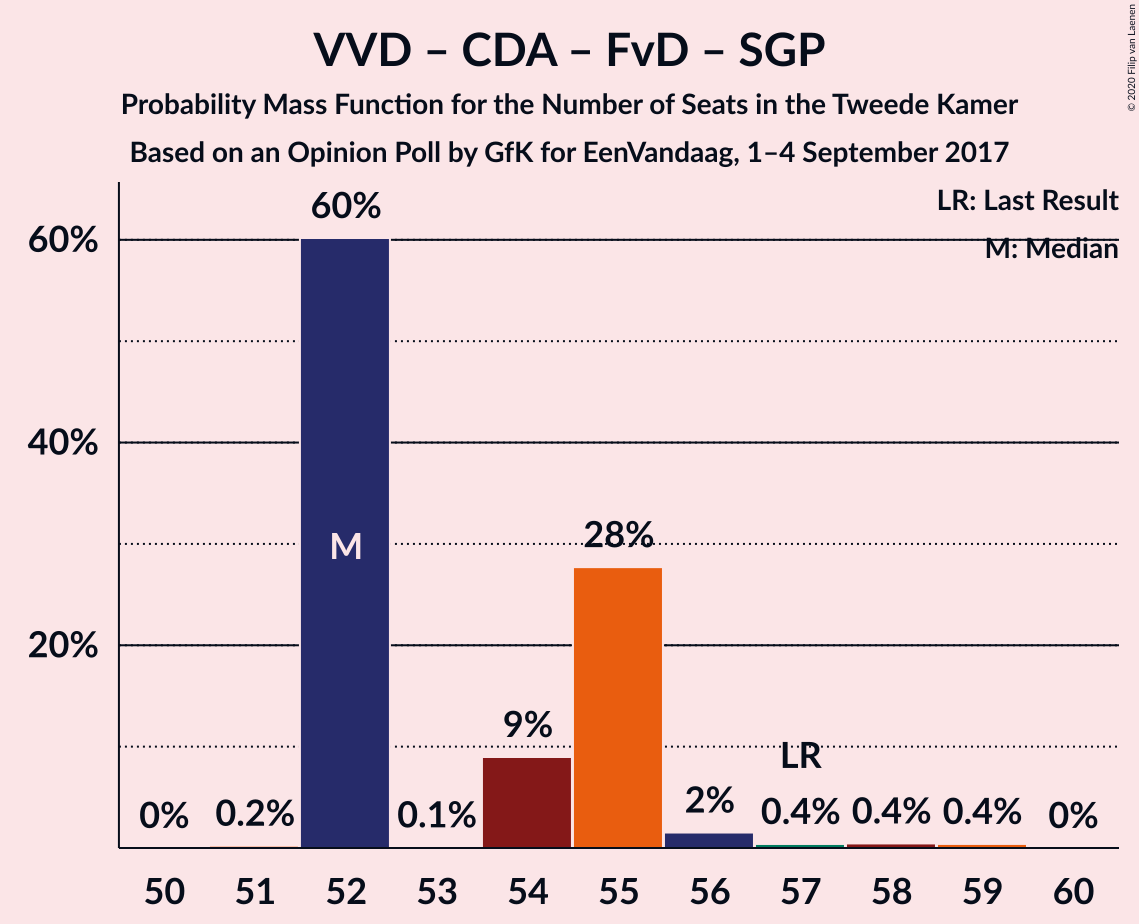 VVD – CDA – FvD – SGP
Probability Mass Function for the Number of Seats in the Tweede Kamer
Based on an Opinion Poll by GfK for EenVandaag, 1–4 September 2017
© 2020 Filip van Laenen
LR: Last Result
M: Median
60%
40%
20%
0%
0.2%
60%
M
0.1%
9%
28%
2%
LR
0.4%
0.4%
0.4%
0%
50 51 52 53 54 55 56 57 58 59 60